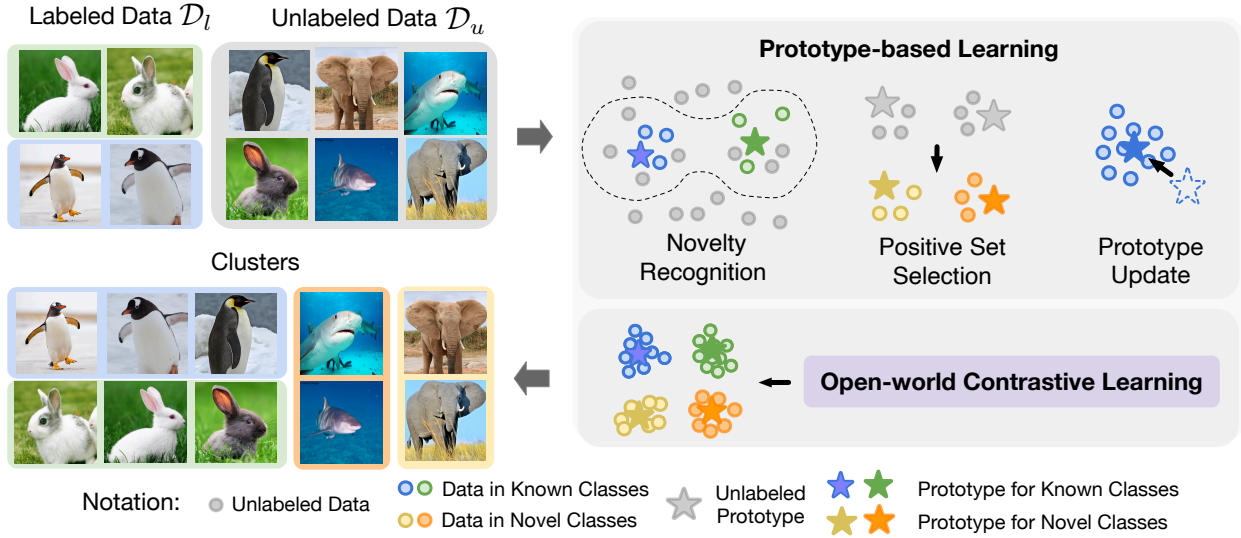 Labeled Data 𝒟ₗ
Unlabeled Data 𝒟ᵤ
Prototype-based Learning
Novelty
Recognition
Positive Set
Selection
Prototype
Update
Clusters
Open-world Contrastive Learning
Notation:
Unlabeled Data
Data in Known Classes
Data in Novel Classes
Unlabeled
Prototype
Prototype for Known Classes
Prototype for Novel Classes